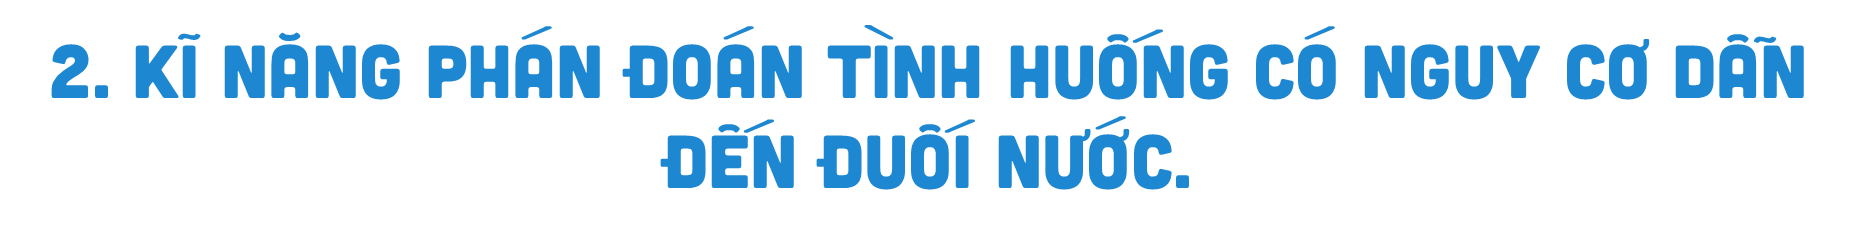 2. KĨ NĂNG PHÁN ĐOÁN TÌNH HUỐNG CÓ NGUY CƠ DẪN
ĐẾN ĐUỐI NƯỚC.